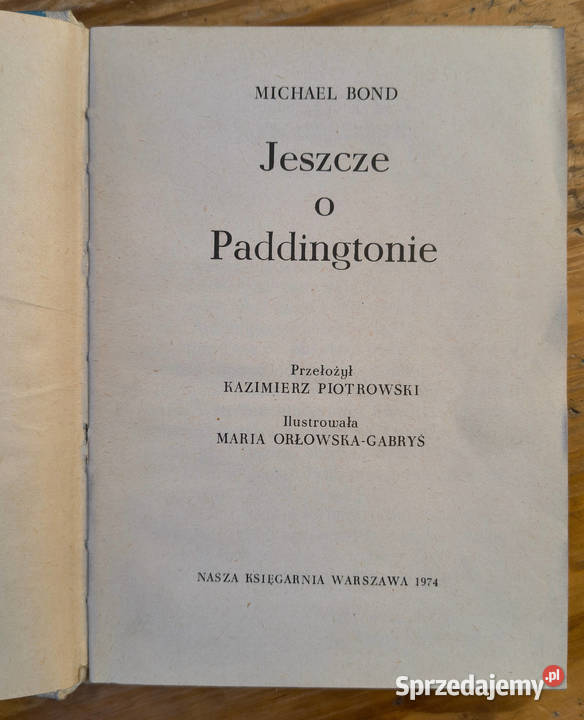 MICHAEL BOND
Jeszcze
o
Paddingtonie
Przełożył
KAZIMIERZ PIOTROWSKI
Ilustrowała
MARIA ORŁOWSKA-GABRYŚ
NASZA KSIĘGARNIA WARSZAWA 1974
Sprzedajemy.pl